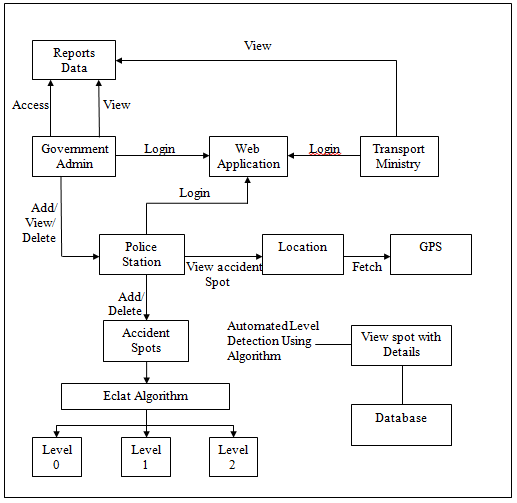 View
Reports
Data
Access
View
Government
Admin
Login
Web
Application
Login
Transport
Ministry
Login
Add/
View/
Delete
Police
Station
View accident
Spot
Location
Fetch
GPS
Add/
Delete
Accident
Spots
Automated Level
Detection Using
Algorithm
View spot with
Details
Eclat Algorithm
Database
Level
0
Level
1
Level
2